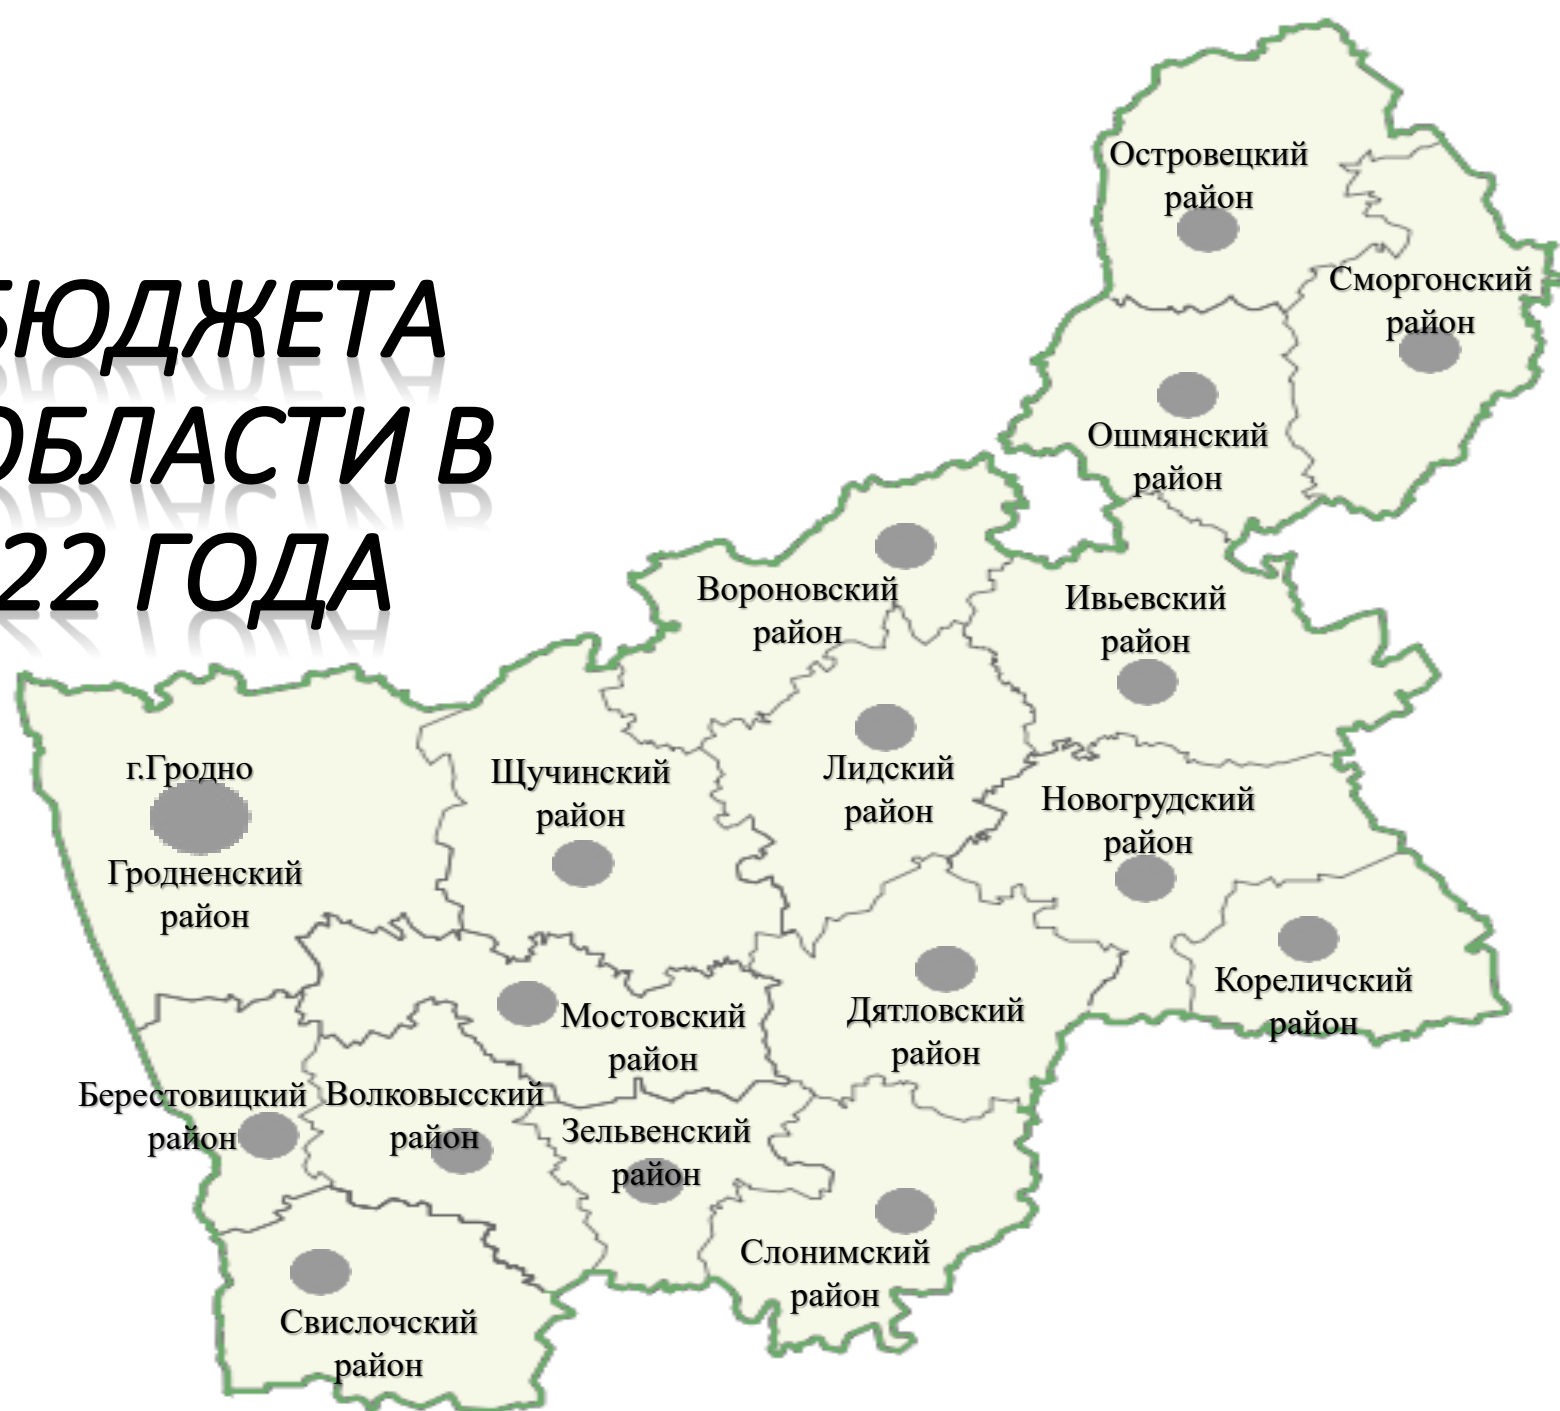 БЮДЖЕТА
ОБЛАСТИ В
22 ГОДА
Островецкий
район
Сморгонский
район
Ошмянский
район
Вороновский
район
Ивьевский
район
г.Гродно
Гродненский
район
Щучинский
район
Лидский
район
Новогрудский
район
Кореличский
район
Мостовский
район
Дятловский
район
Берестовицкий
район
Волковысский
район
Зельвенский
район
Слонимский
район
Свислочский
район